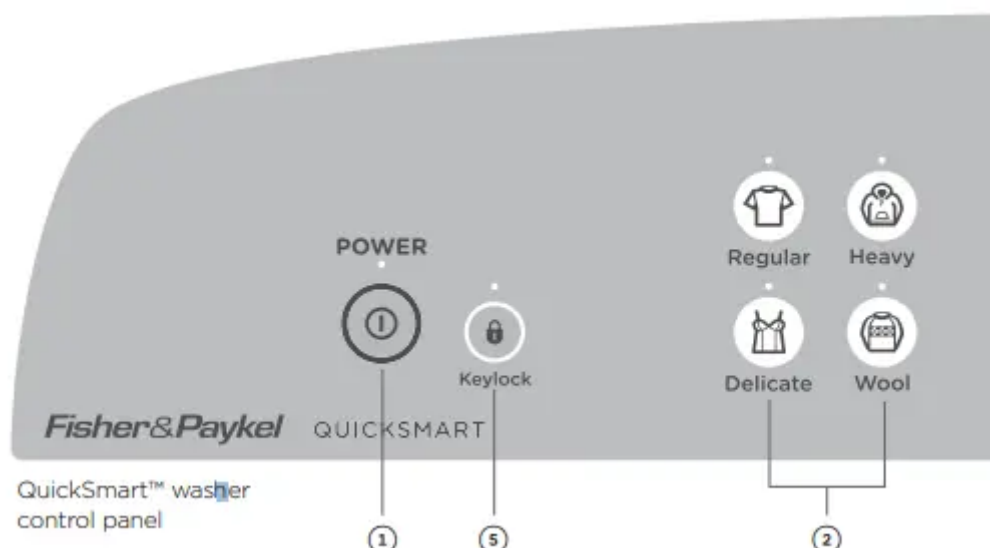 POWER
Regular Heavy
Keylock
Delicate Wool
Fisher&Paykel QUICKSMART
QuickSmart™ washer
control panel
1 5 2